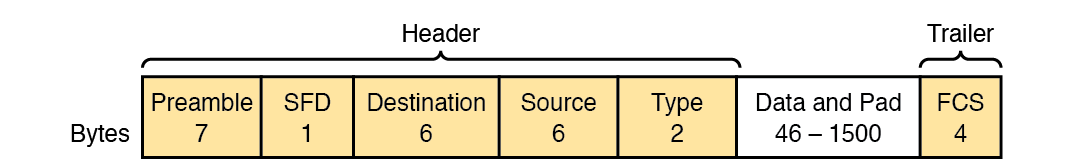 Header Trailer
Preamble SFD Destination Source Type Data and Pad FCS
Bytes 7 1 6 6 2 46 – 1500 4